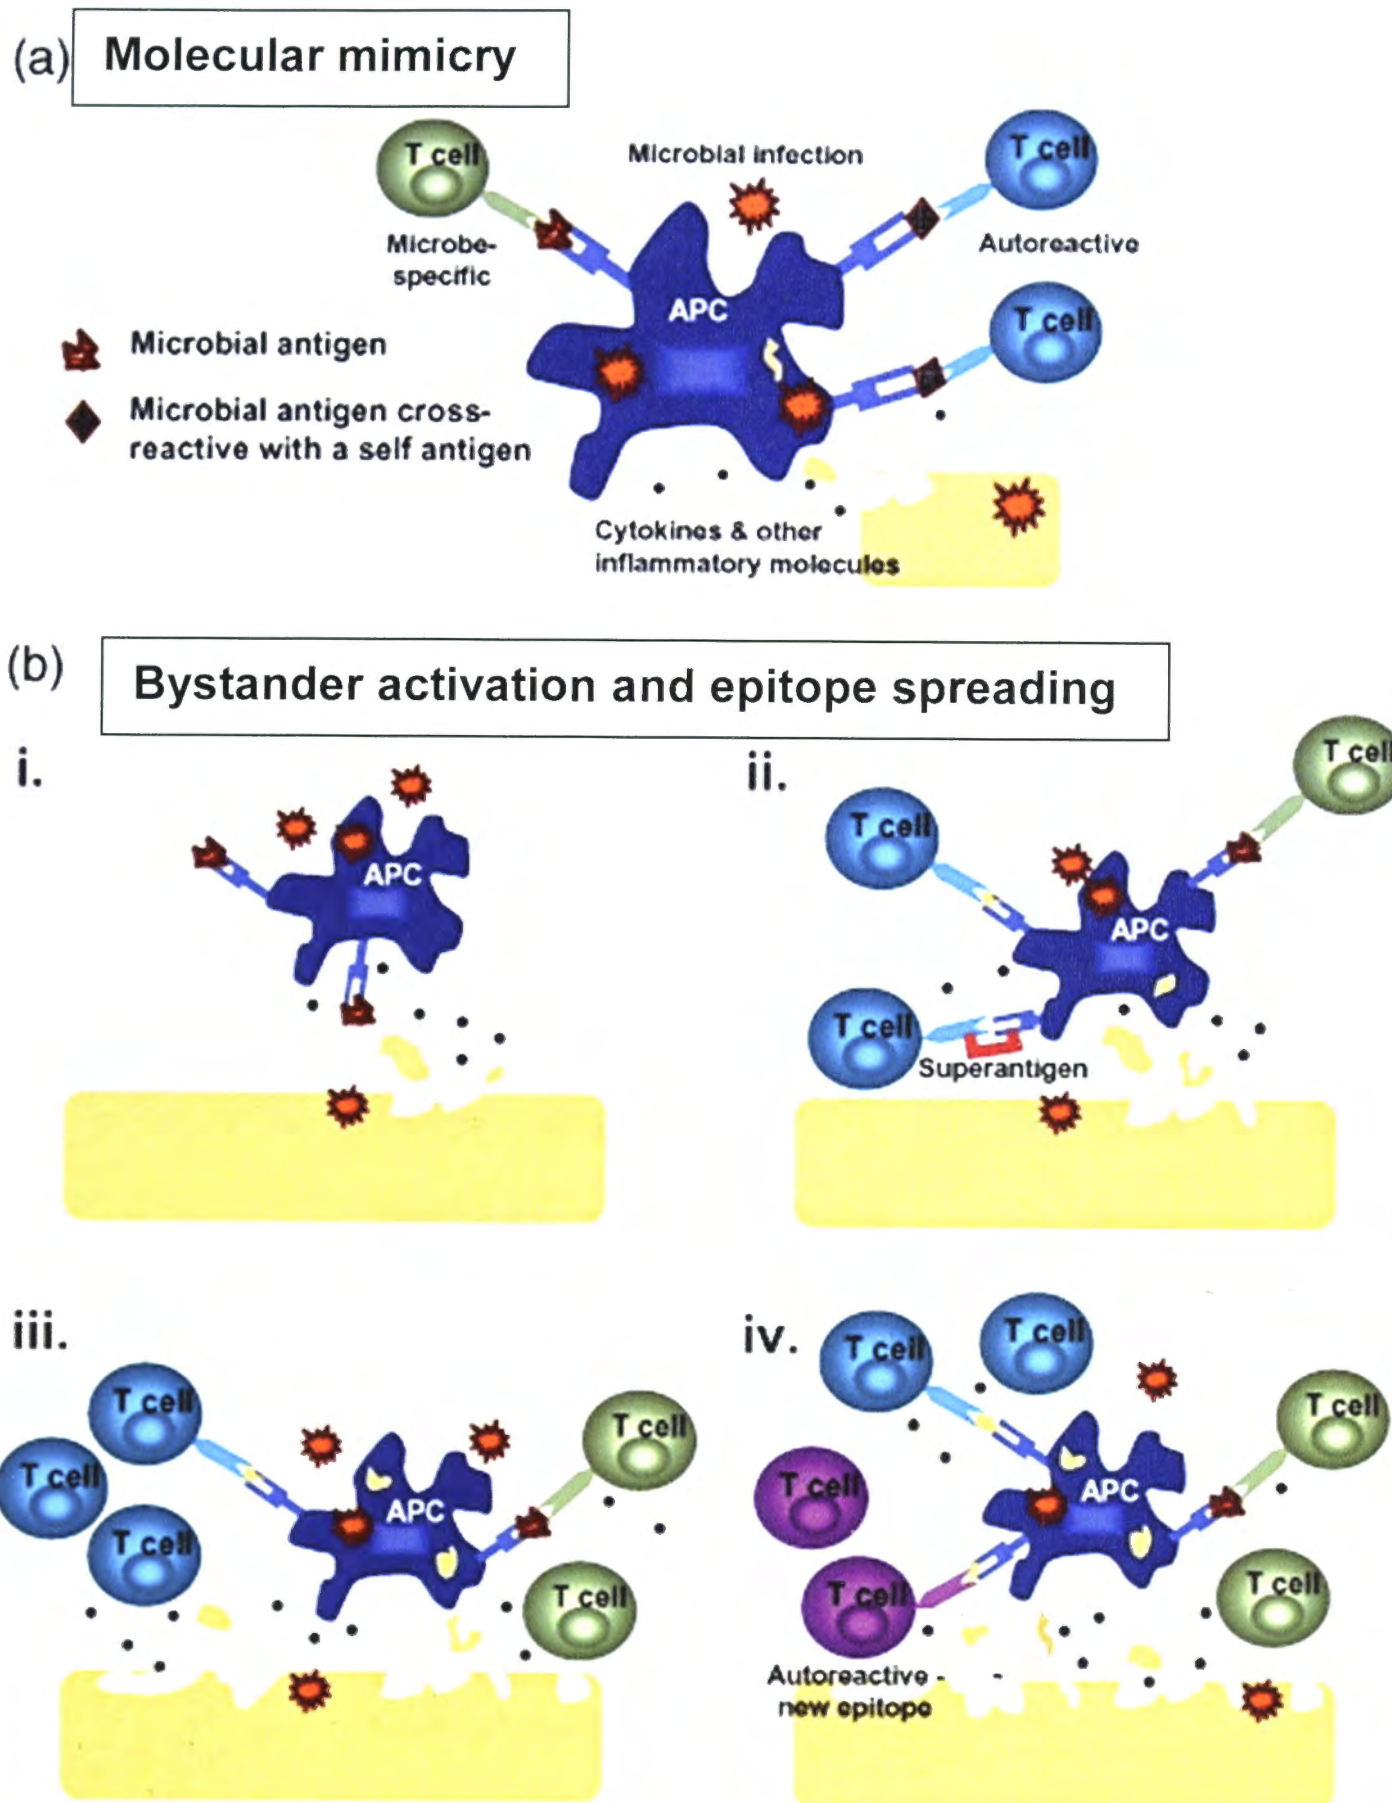 (a) Molecular mimicry
T cell
Microbial infection
T cell
Microbe-
specific
Autoreactive
APC
T cell
Microbial antigen
Microbial antigen cross-
reactive with a self antigen
Cytokines & other
inflammatory molecules
(b) Bystander activation and epitope spreading
i.
APC
ii.
T cell
T cell
APC
T cell
Superantigen
iii.
T cell
T cell
T cell
APC
T cell
T cell
iv.
T cell
T cell
T cell
APC
T cell
T cell
T cell
Autoreactive -
new epitope